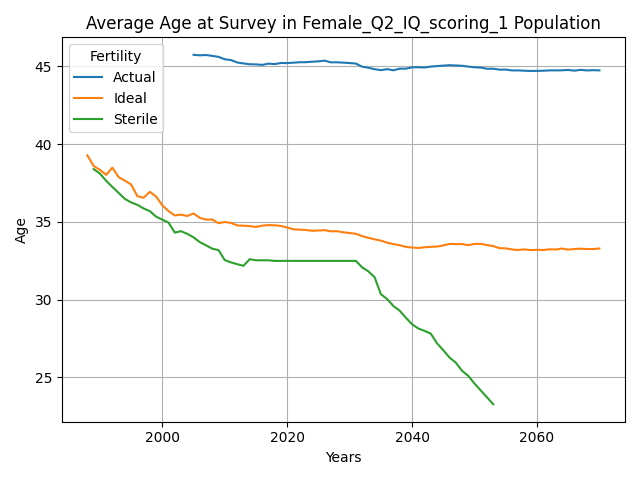 Average Age at Survey in Female_Q2_IQ_scoring_1 Population
Fertility
Actual
Ideal
Sterile
Age
45
40
35
30
25
2000
2020
2040
2060
Years